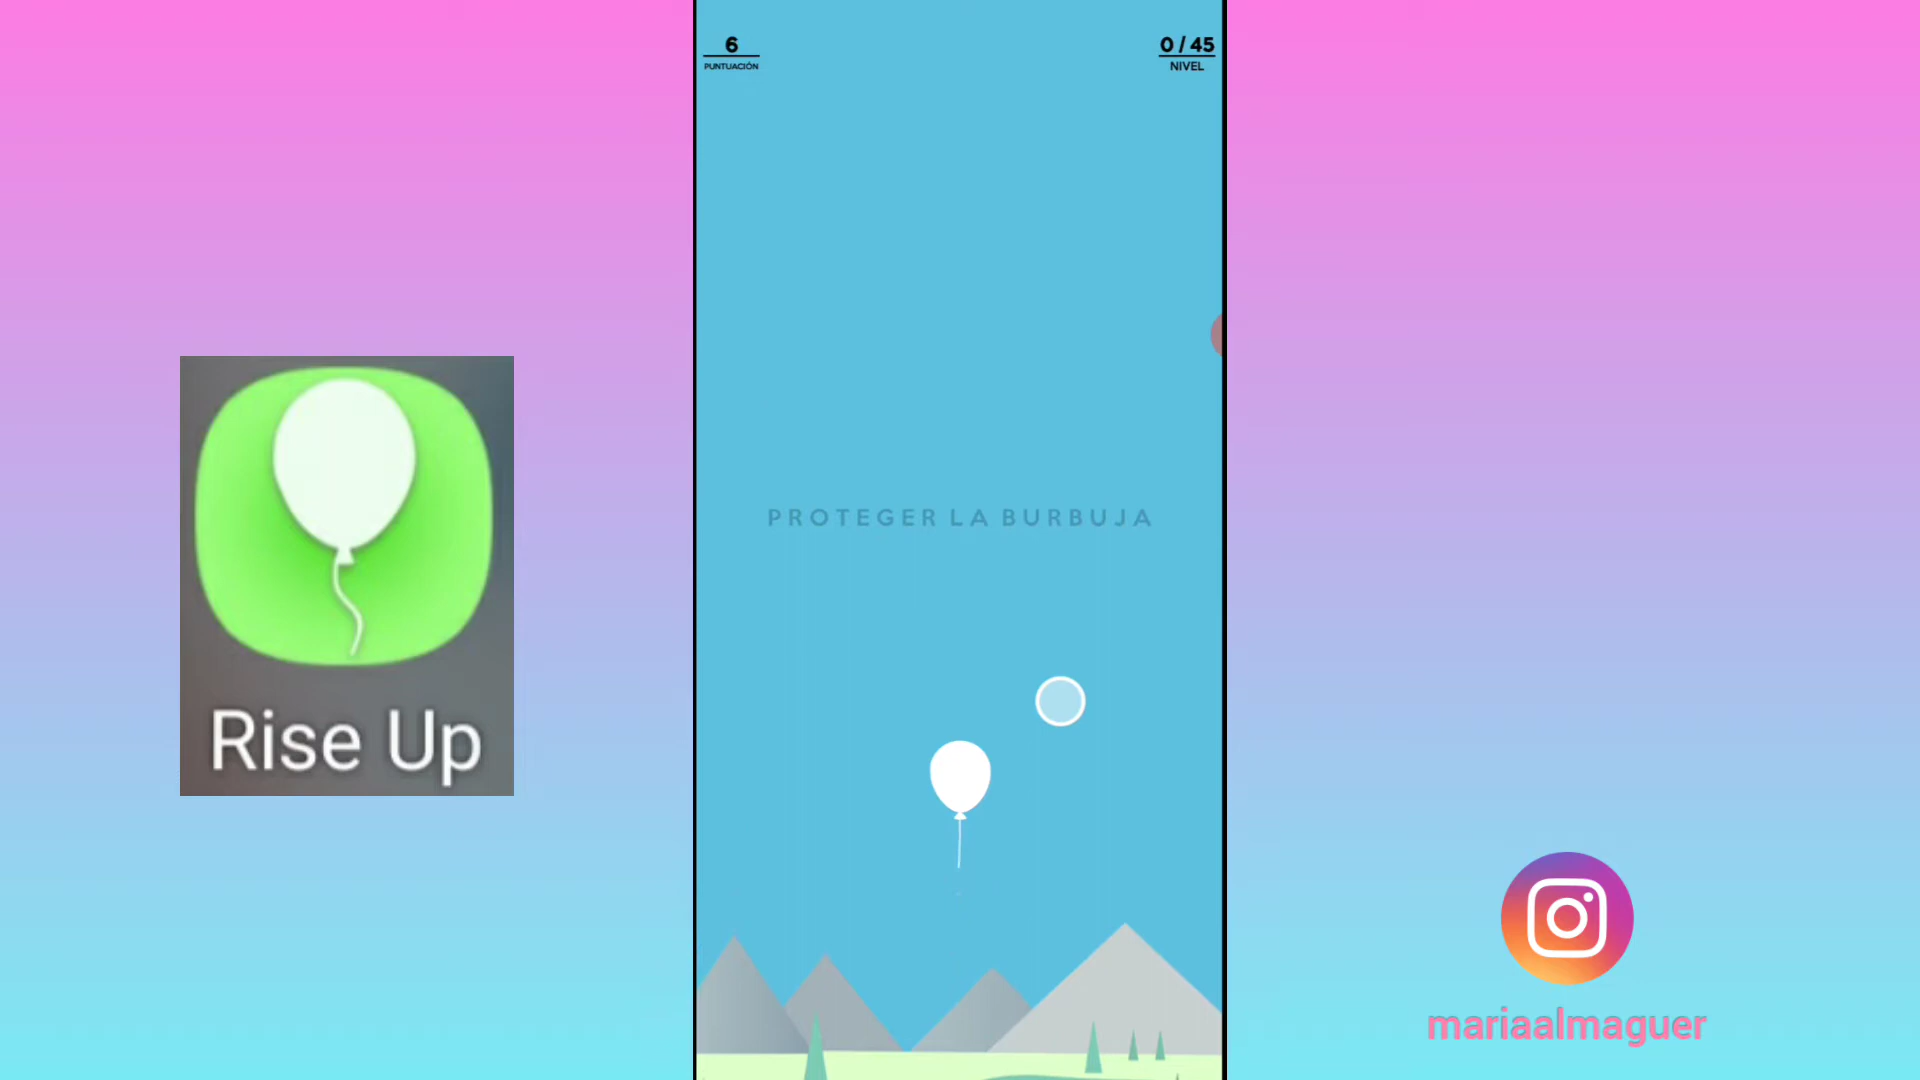 6
PUNTUACIÓN
0 / 45
NIVEL
PROTEGER LA BURBUJA
Rise Up
mariaalmaguer